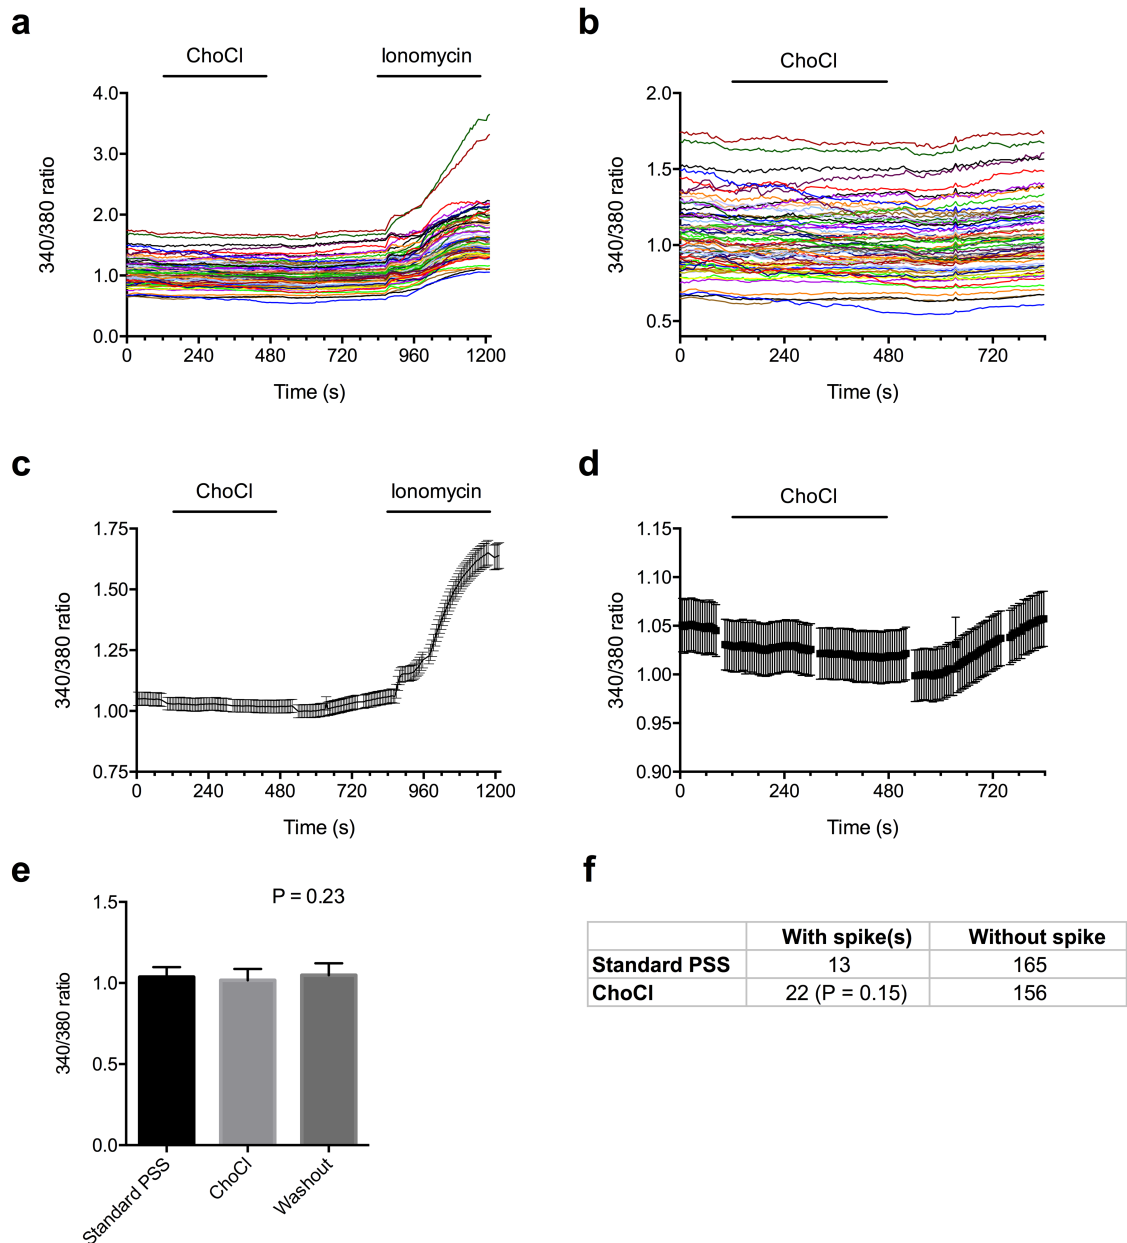 a
ChoCl
Ionomycin
4.0
3.0
2.0
1.0
0.0
340/380 ratio
0 240 480 720 960 1200
Time (s)
b
ChoCl
2.0
1.5
1.0
0.5
340/380 ratio
0 240 480 720
Time (s)
c
ChoCl
Ionomycin
1.75
1.50
1.25
1.00
0.75
340/380 ratio
0 240 480 720 960 1200
Time (s)
d
ChoCl
1.15
1.10
1.05
1.00
0.95
0.90
340/380 ratio
0 240 480 720
Time (s)
e
P = 0.23
1.5
1.0
0.5
0.0
340/380 ratio
Standard PSS
ChoCl
Washout
f
With spike(s) Without spike
Standard PSS 13 165
ChoCl 22 (P = 0.15) 156